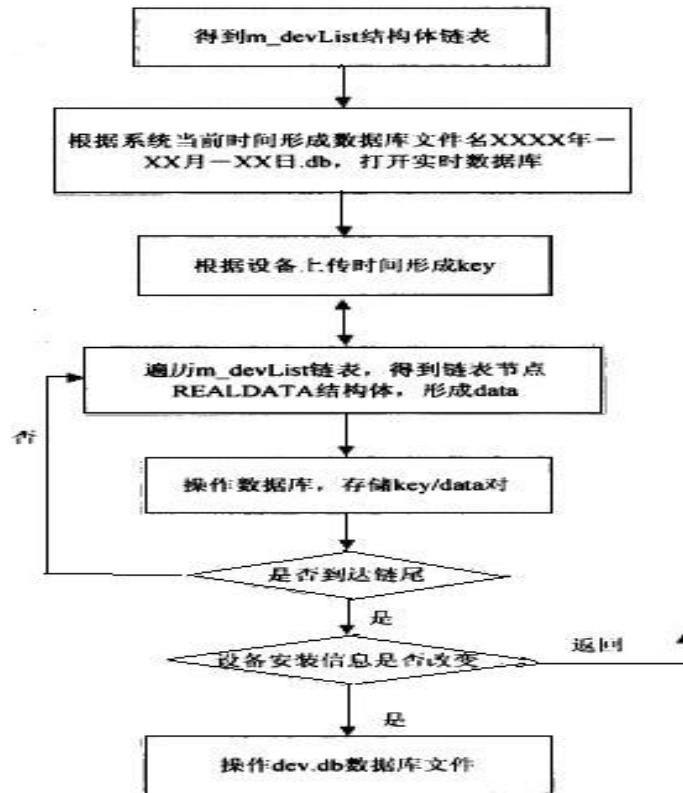 得到m_devList结构体链表
根据系统当前时间形成数据库文件名XXXX年－
XX月－XX日.db，打开实时数据库
根据设备上传时间形成key
遍历m_devList链表，得到链表节点
REALDATA结构体，形成data
否
操作数据库，存储key/data对
是否到达链尾
是
设备安装信息是否改变
返回
是
操作dev.db数据库文件